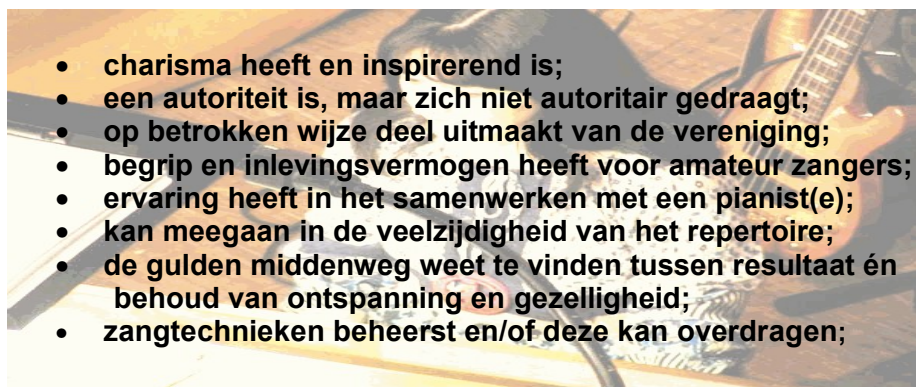 • charisma heeft en inspirerend is;
• een autoriteit is, maar zich niet autoritair gedraagt;
• op betrokken wijze deel uitmaakt van de vereniging;
• begrip en inlevingsvermogen heeft voor amateur zangers;
• ervaring heeft in het samenwerken met een pianist(e);
• kan meegaan in de veelzijdigheid van het repertoire;
• de gulden middenweg weet te vinden tussen resultaat én
behoud van ontspanning en gezelligheid;
• zangtechnieken beheerst en/of deze kan overdragen;